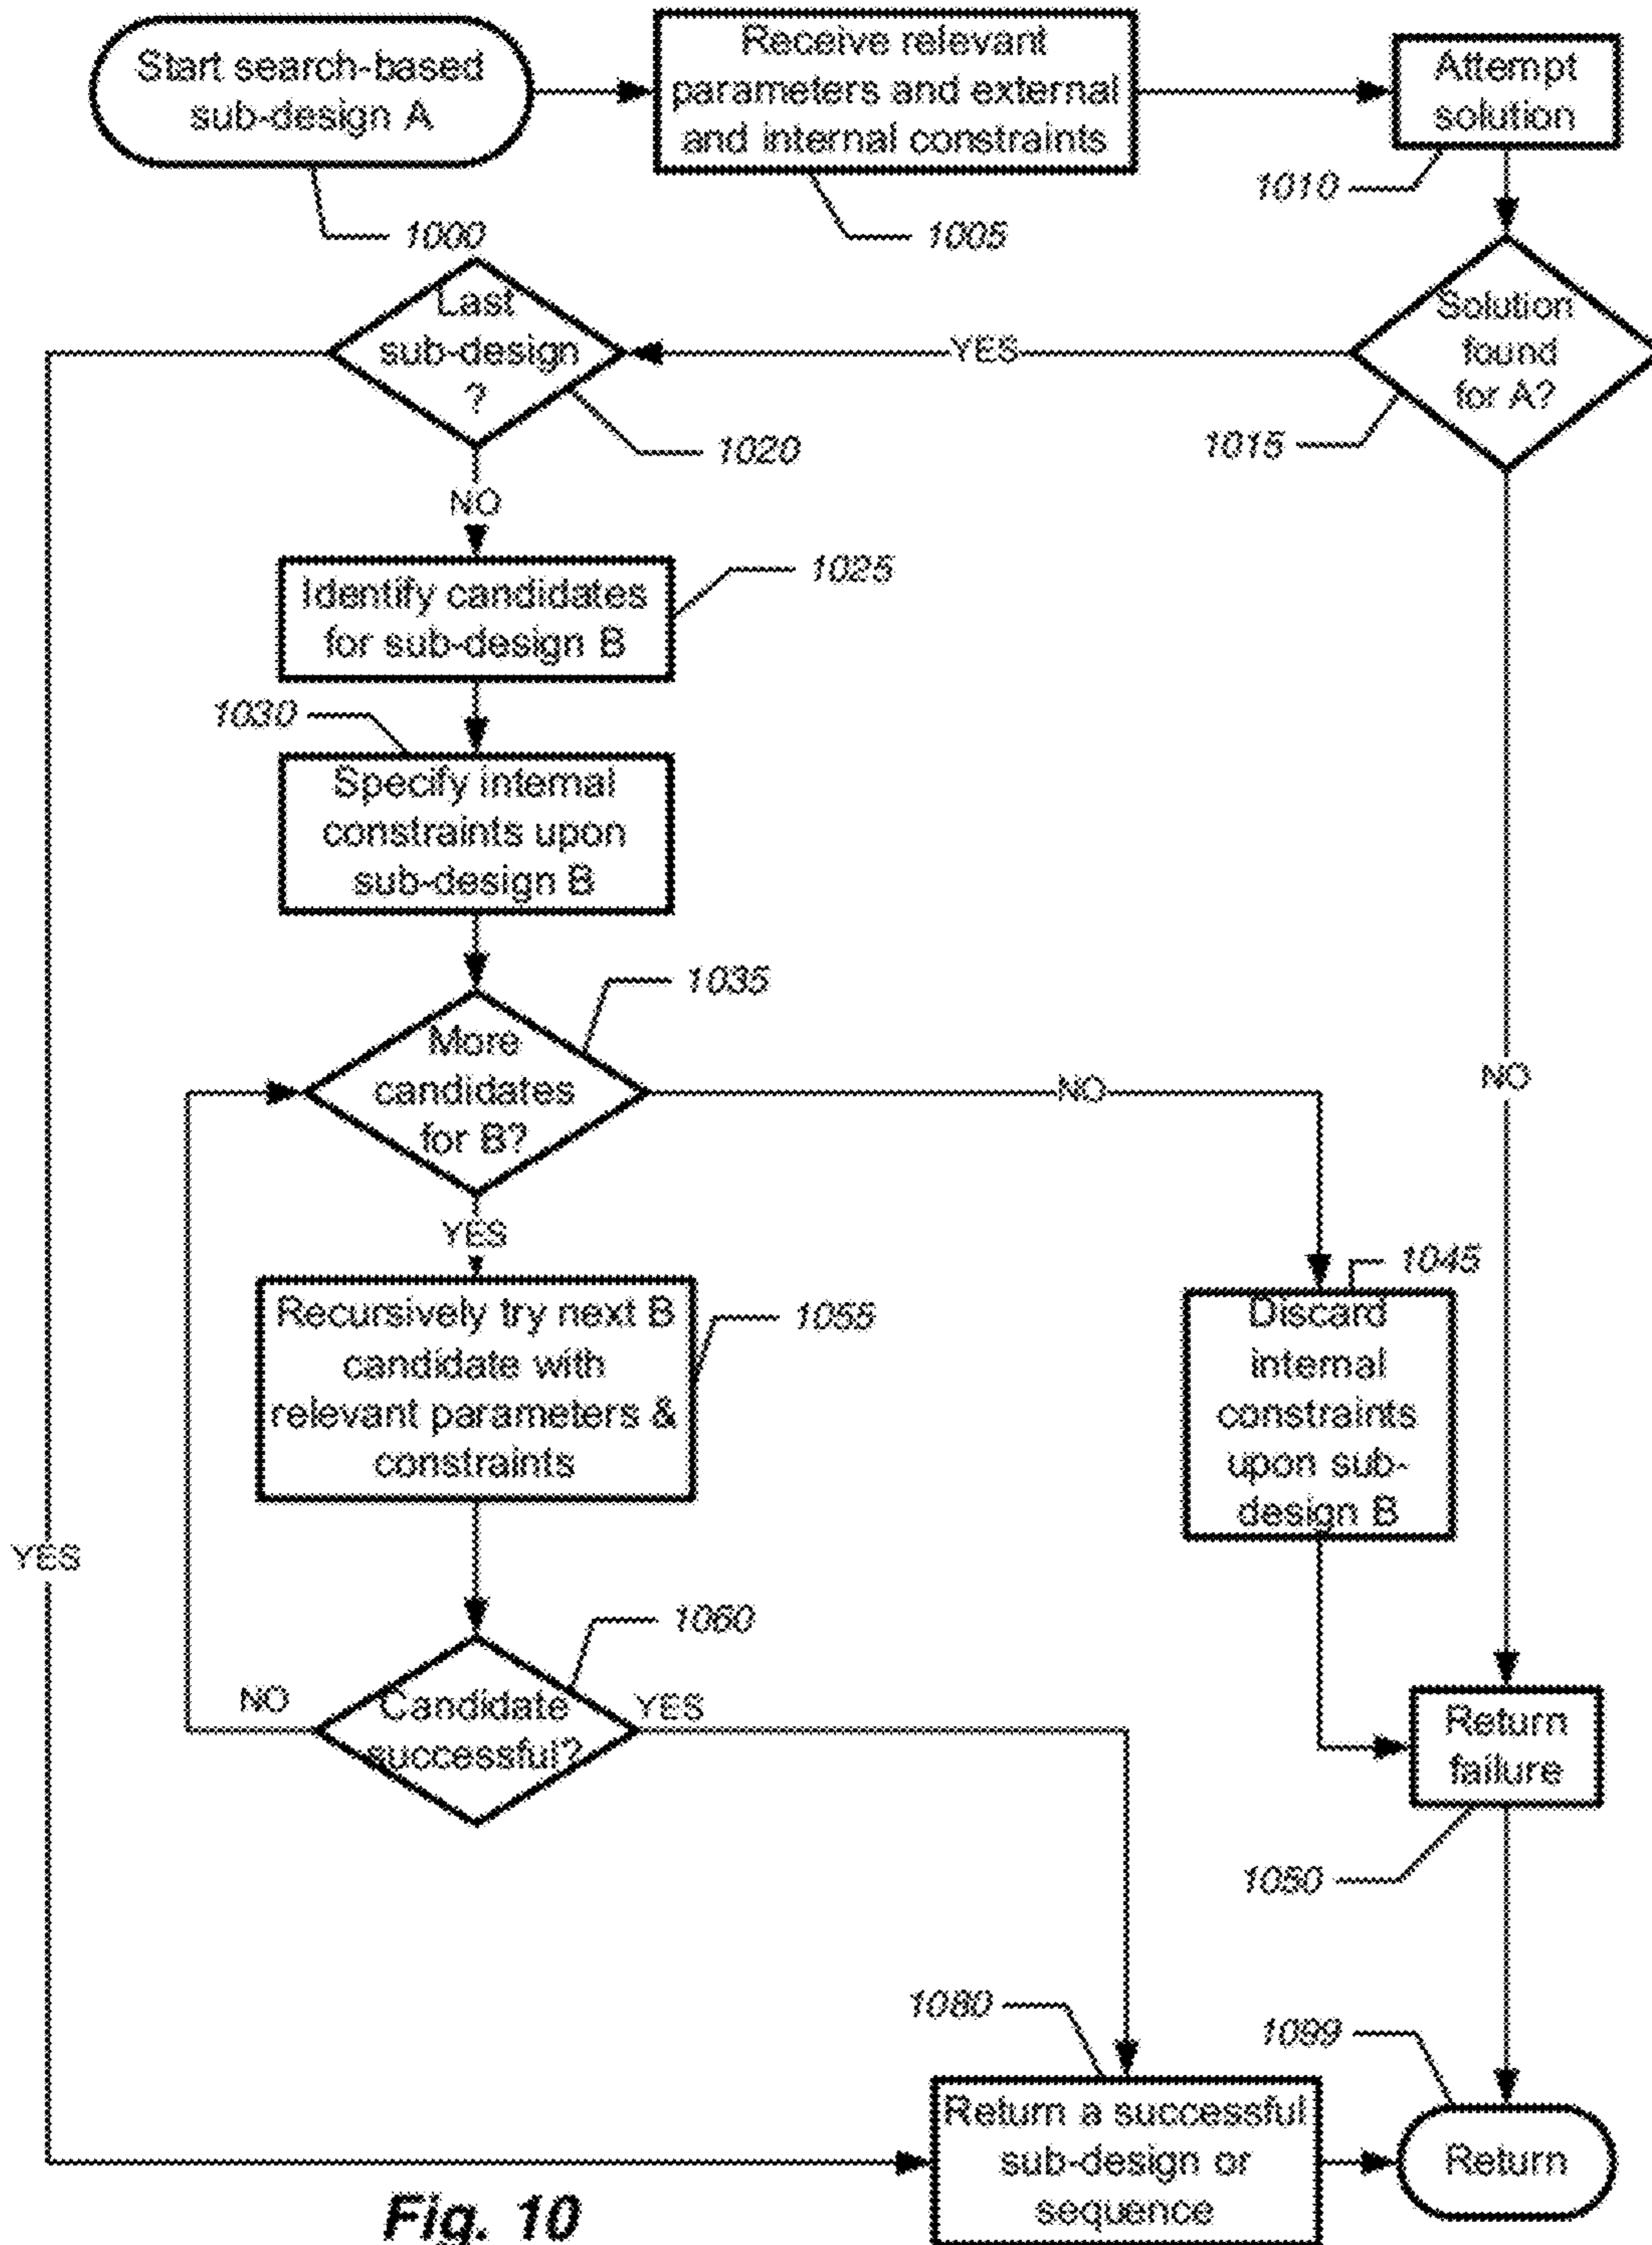 Start search-based
sub-design A
1000
Receive relevant
parameters and external
and internal constraints
1005
Attempt
solution
1010
Solution
found
for A?
1015
YES
Last
sub-design
?
1020
NO
Identify candidates
for sub-design B
1025
1030
Specify internal
constraints upon
sub-design B
More
candidates
for B?
1035
NO
NO
YES
Recursively try next B
candidate with
relevant parameters &
constraints
1055
1045
Discard
internal
constraints
upon sub-
design B
YES
Candidate
successful?
1060
NO
YES
Return
failure
1050
1080
Return a successful
sub-design or
sequence
1099
Return
Fig. 10